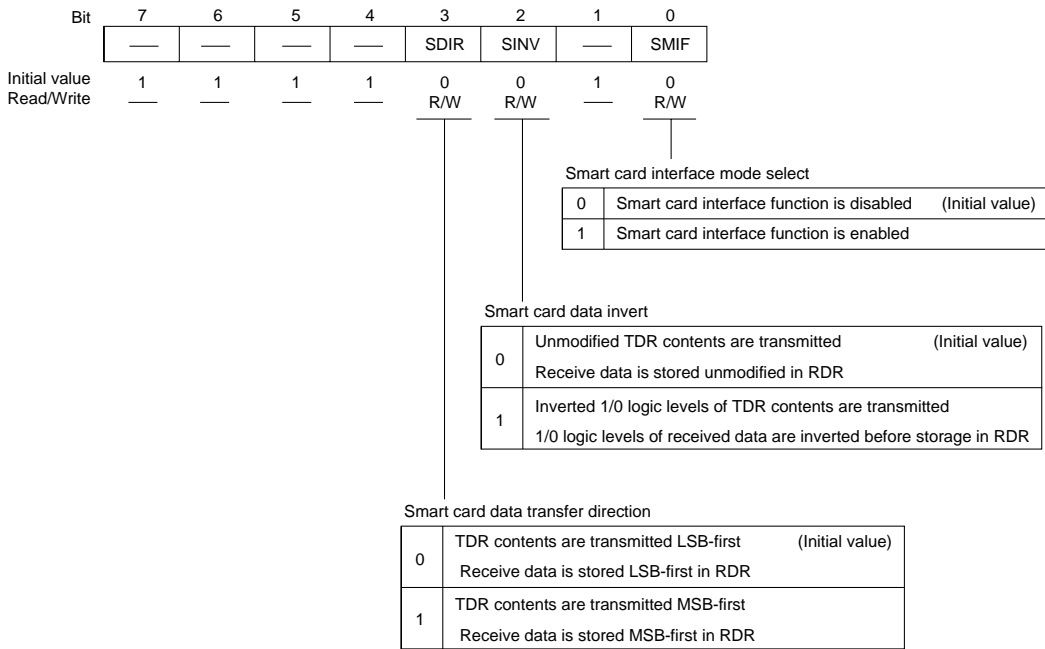 Bit 7 6 5 4 3 2 1 0
— — — — SDIR SINV — SMIF
Initial value 1 1 1 1 0 0 1 0
Read/Write — — — — R/W R/W — R/W
Smart card interface mode select
0 Smart card interface function is disabled (Initial value)
1 Smart card interface function is enabled
Smart card data invert
0 Unmodified TDR contents are transmitted (Initial value)
Receive data is stored unmodified in RDR
1 Inverted 1/0 logic levels of TDR contents are transmitted
1/0 logic levels of received data are inverted before storage in RDR
Smart card data transfer direction
0 TDR contents are transmitted LSB-first (Initial value)
Receive data is stored LSB-first in RDR
1 TDR contents are transmitted MSB-first
Receive data is stored MSB-first in RDR